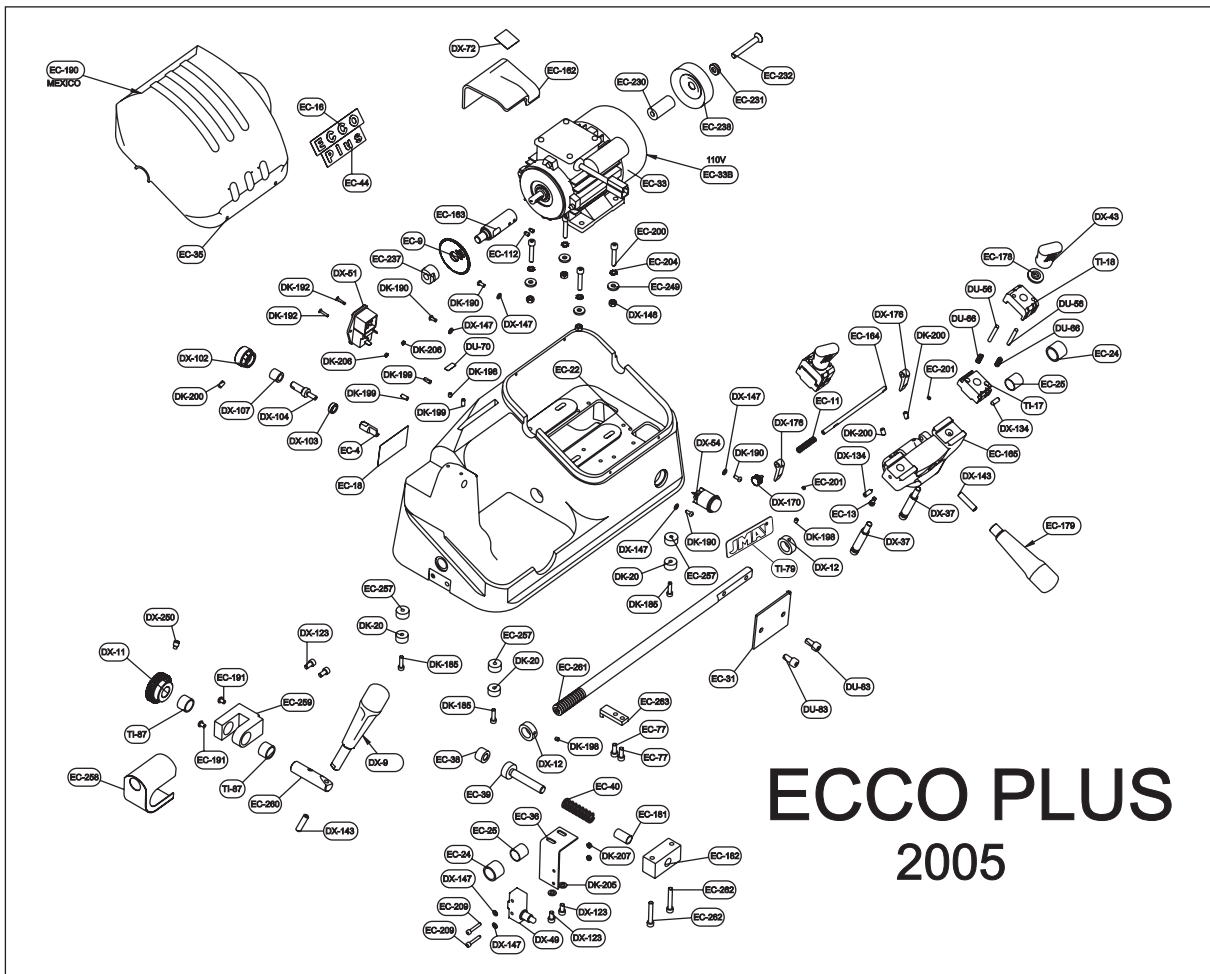 DX-72
EC-190
MEXICO
EC-162
EC-232
EC-230
EC-231
EC-16
EC-238
ECCO
Plus
110V
EC-44
EC-33
EC-33B
EC-163
DX-43
EC-35
EC-9
EC-112
EC-200
EC-178
EC-237
EC-204
TI-18
DX-51
DK-190
DK-190
EC-249
DU-56
DK-192
DU-56
DX-176
DK-192
DX-147
DX-147
DX-146
DU-66
DK-200
DU-66
EC-164
DX-102
DK-206
DK-206
DU-70
EC-24
EC-201
DK-199
DK-198
EC-22
EC-25
EC-11
DK-200
DX-107
DK-199
DX-147
TI-17
DX-104
DK-199
DX-176
DX-134
DX-103
DX-54
DK-190
DK-200
EC-165
EC-4
DX-134
DX-143
EC-18
DX-170
EC-201
EC-13
DX-37
DK-190
EC-179
DX-147
JMA
DK-198
DX-37
TI-79
DX-12
EC-257
DK-20
EC-257
DK-185
DX-250
DX-123
DK-20
EC-257
DX-11
DK-185
DK-20
EC-261
EC-31
EC-191
EC-259
EC-263
DU-83
DU-83
DK-185
EC-77
TI-87
DX-12
DK-198
EC-191
DX-9
EC-38
EC-77
EC-258
TI-87
EC-39
EC-40
EC-260
EC-36
EC-181
DX-143
EC-25
DK-207
EC-182
EC-24
DK-205
DX-147
EC-262
EC-209
DX-123
EC-262
EC-209
DX-147
DX-49
DX-123
ECCO PLUS
2005